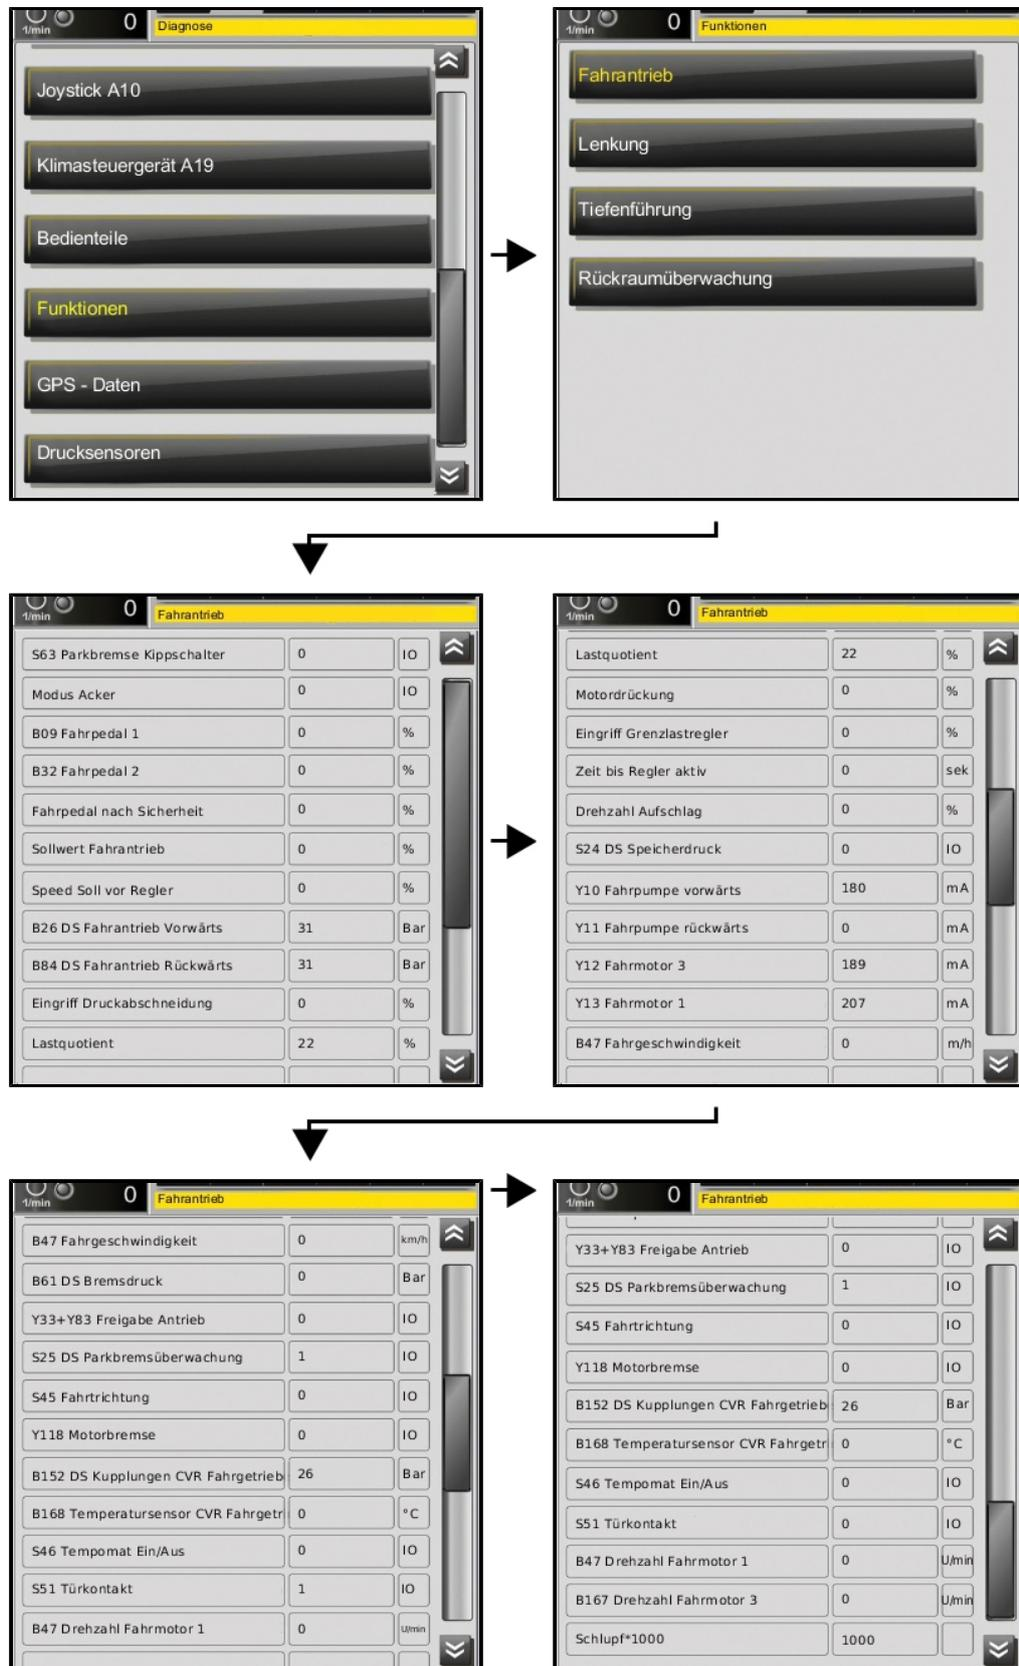 1/min 0 Diagnose
Joystick A10
Klimasteuergerät A19
Bedienteile
Funktionen
GPS - Daten
Drucksensoren
1/min 0 Funktionen
Fahrantrieb
Lenkung
Tiefenführung
Rückraumüberwachung
1/min 0 Fahrantrieb
S63 Parkbremse Kippschalter 0 IO
Modus Acker 0 IO
B09 Fahrpedal 1 0 %
B32 Fahrpedal 2 0 %
Fahrpedal nach Sicherheit 0 %
Sollwert Fahrantrieb 0 %
Speed Soll vor Regler 0 %
B26 DS Fahrantrieb Vorwärts 31 Bar
B84 DS Fahrantrieb Rückwärts 31 Bar
Eingriff Druckabschneidung 0 %
Lastquotient 22 %
1/min 0 Fahrantrieb
Lastquotient 22 %
Motordrückung 0 %
Eingriff Grenzlastregler 0 %
Zeit bis Regler aktiv 0 sek
Drehzahl Aufschlag 0 %
S24 DS Speicherdruck 0 IO
Y10 Fahrpumpe vorwärts 180 mA
Y11 Fahrpumpe rückwärts 0 mA
Y12 Fahrmotor 3 189 mA
Y13 Fahrmotor 1 207 mA
B47 Fahrgeschwindigkeit 0 m/h
1/min 0 Fahrantrieb
B47 Fahrgeschwindigkeit 0 km/h
B61 DS Bremsdruck 0 Bar
Y33+Y83 Freigabe Antrieb 0 IO
S25 DS Parkbremsüberwachung 1 IO
S45 Fahrtrichtung 0 IO
Y118 Motorbremse 0 IO
B152 DS Kupplungen CVR Fahrgetrieb 26 Bar
B168 Temperatursensor CVR Fahrgetri 0 °C
S46 Tempomat Ein/Aus 0 IO
S51 Türkontakt 1 IO
B47 Drehzahl Fahrmotor 1 0 U/min
1/min 0 Fahrantrieb
Y33+Y83 Freigabe Antrieb 0 IO
S25 DS Parkbremsüberwachung 1 IO
S45 Fahrtrichtung 0 IO
Y118 Motorbremse 0 IO
B152 DS Kupplungen CVR Fahrgetrieb 26 Bar
B168 Temperatursensor CVR Fahrgetri 0 °C
S46 Tempomat Ein/Aus 0 IO
S51 Türkontakt 0 IO
B47 Drehzahl Fahrmotor 1 0 U/min
B167 Drehzahl Fahrmotor 3 0 U/min
Schlupf*1000 1000